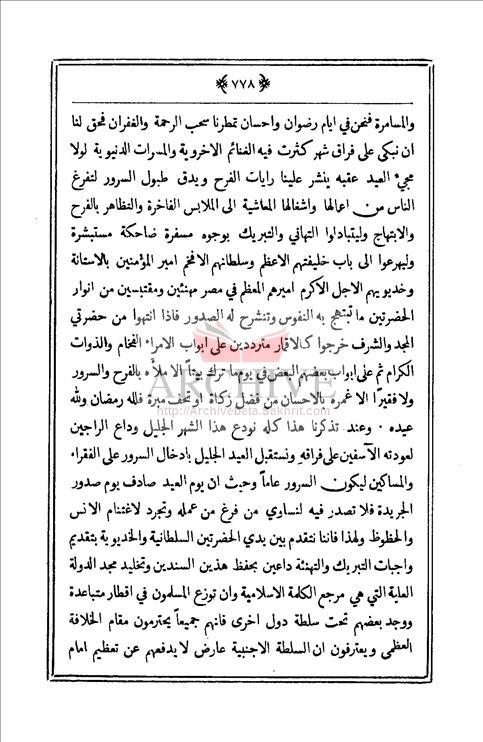 ﴿ ٧٧٨ ﴾
والمسامرة فنحن في ايام رضوان واحسان تمطرنا سحب الرحمة والغفران فحق لنا
ان نبكي على فراق شهر كثرت فيه الغنائم الاخروية والمسرات الدنيوية لولا
مجيء العيد عقبه ينشر علينا رايات الفرح ويدق طبول السرور لتفرغ
الناس من اعمالها واشغالها المعاشية الى الملابس الفاخرة والتظاهر بالفرح
والابتهاج وليتبادلوا التهاني والتبريك بوجوه مسفرة ضاحكة مستبشرة
وليهرعوا الى باب خليفتهم الاعظم وسلطانهم الافخم امير المؤمنين بالاستانة
وخديويهم الاجل الاكرم اميرهم المعظم في مصر مهنئين ومقتبسين من انوار
الحضرتين ما تبتهج به النفوس وتنشرح له الصدور فاذا انتهوا من حضرتي
المجد والشرف خرجوا كالاقمار مترددين على ابواب الامراء الفخام والذوات
الكرام ثم على ابواب بعضهم البعض في يومها ترك بيتاً الا ملأه بالفرح والسرور
ولا فقيرًا الا غمره بالاحسان من فضل زكاة او تحف مبرة فلله رمضان ولله
عيده · وعند تذكرنا هذا كله نودع هذا الشهر الجليل وداع الراجين
لعودته الآسفين على فراقه ونستقبل العيد الجليل بادخال السرور على الفقراء
والمساكين ليكون السرور عاماً وحيث ان يوم العيد صادف يوم صدور
الجريدة فلا تصدر فيه لنساوي من فرغ من عمله وتجرد لاغتنام الانس
والحظوظ ولهذا فاننا نتقدم بين يدي الحضرتين السلطانية والخديوية بتقديم
واجبات التبريك والتهنئة داعين بحفظ هذين السندين وتخليد مجد الدولة
العلية التي هي مرجع الكلمة الاسلامية وان توزع المسلمون في اقطار متباعدة
ووجد بعضهم تحت سلطة دول اخرى فانهم جميعاً يحترمون مقام الخلافة
العظمى ويعترفون ان السلطة الاجنبية عارض لا يدفعهم عن تعظيم امام
ARCHIVE
http://Archivebeta.Sakhrit.com